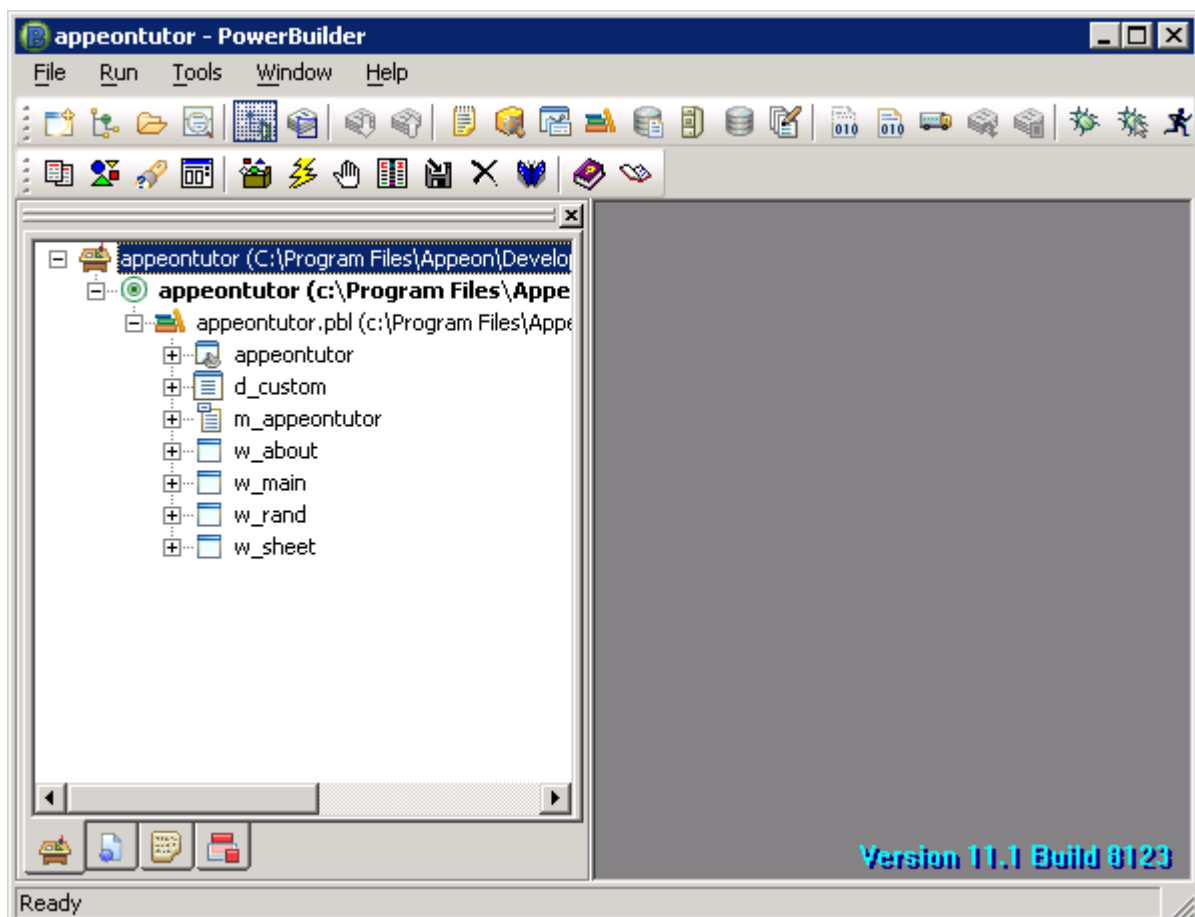 appeontutor - PowerBuilder
File Run Tools Window Help
appeontutor (C:\Program Files\Appeon\Develo
appeontutor (c:\Program Files\Appe
appeontutor.pbl (c:\Program Files\Appe
appeontutor
d_custom
m_appeontutor
w_about
w_main
w_rand
w_sheet
Version 11.1 Build 8123
Ready